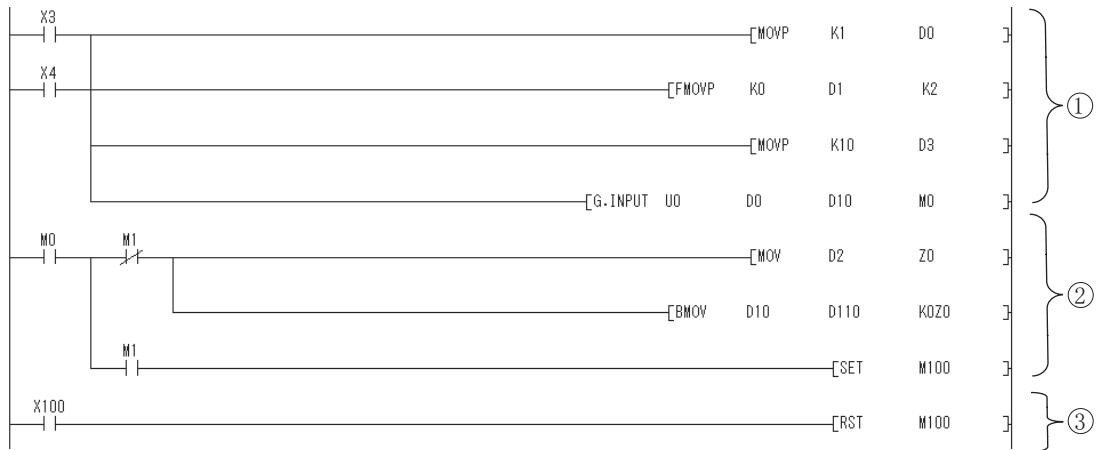 X3
[MOVP K1 D0 ]
X4
[FMOVP K0 D1 K2 ]
①
[MOVP K10 D3 ]
[G.INPUT U0 D0 D10 M0 ]
M0 M1
[MOV D2 Z0 ]
②
[BMOV D10 D110 K0Z0 ]
M1
[SET M100 ]
X100
[RST M100 ]
③